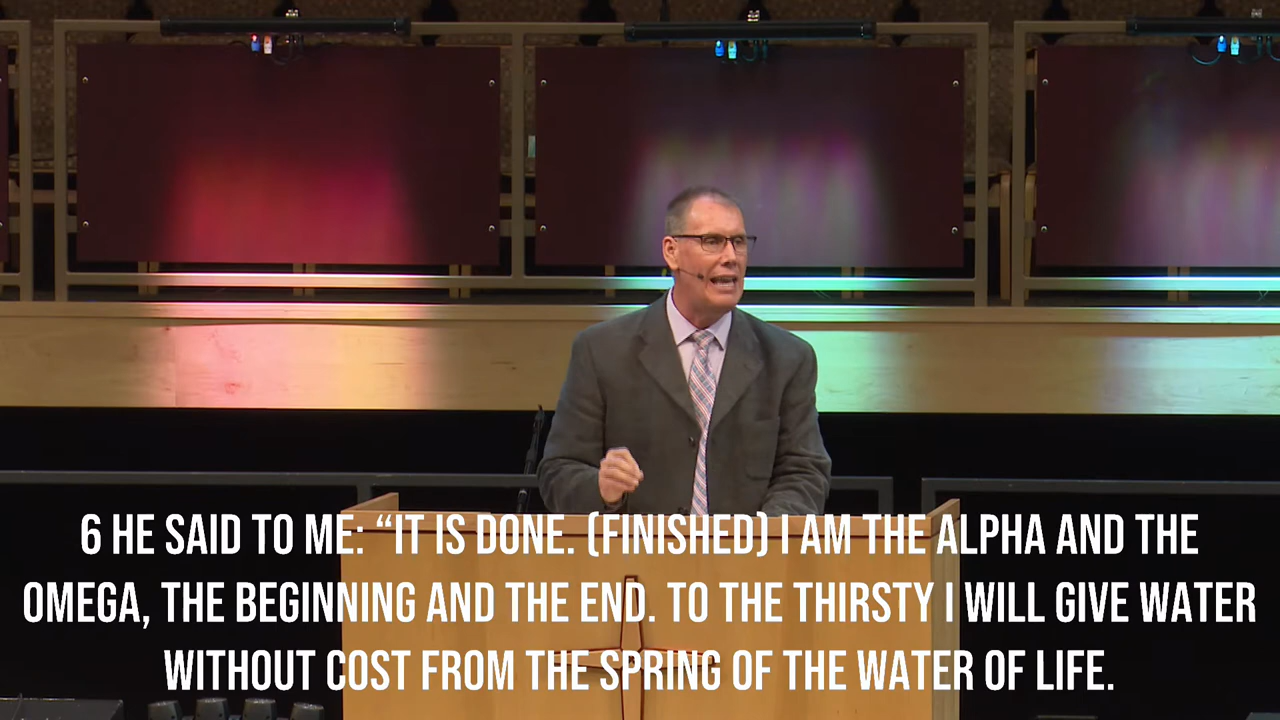 6 HE SAID TO ME: “IT IS DONE. (FINISHED) I AM THE ALPHA AND THE
OMEGA, THE BEGINNING AND THE END. TO THE THIRSTY I WILL GIVE WATER
WITHOUT COST FROM THE SPRING OF THE WATER OF LIFE.